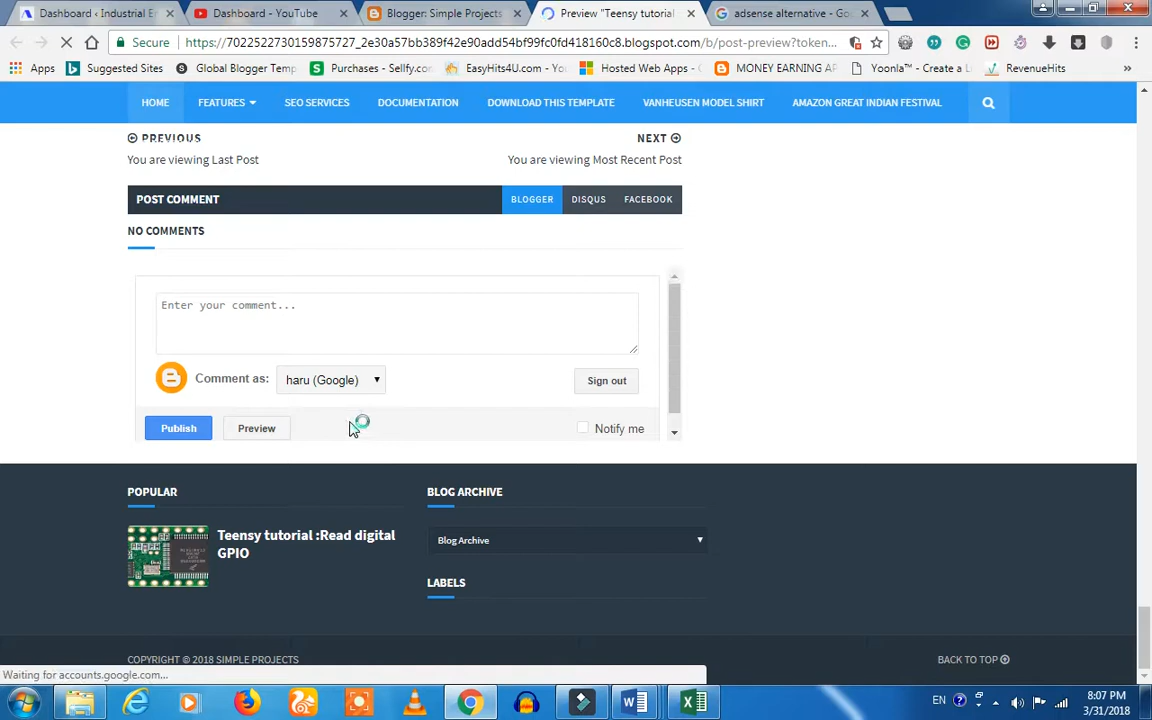 Dashboard ‹ Industrial E
Dashboard - YouTube
Blogger: Simple Projects
Preview "Teensy tutorial
adsense alternative - Go
Secure
https://7022522730159875727_2e30a57bb389f42e90add54bf99fc0fd418160c8.blogspot.com/b/post-preview?token...
Apps
Suggested Sites
Global Blogger Temp
Purchases - Sellfy.com
EasyHits4U.com - You
Hosted Web Apps -
MONEY EARNING AP
Yoonla™ - Create a L
RevenueHits
»
HOME
FEATURES
SEO SERVICES
DOCUMENTATION
DOWNLOAD THIS TEMPLATE
VANHEUSEN MODEL SHIRT
AMAZON GREAT INDIAN FESTIVAL
PREVIOUS
NEXT
You are viewing Last Post
You are viewing Most Recent Post
POST COMMENT
BLOGGER
DISQUS
FACEBOOK
NO COMMENTS
Enter your comment...
Comment as:
haru (Google)
Sign out
Publish
Preview
Notify me
POPULAR
BLOG ARCHIVE
Teensy tutorial :Read digital
GPIO
Blog Archive
LABELS
COPYRIGHT © 2018 SIMPLE PROJECTS
BACK TO TOP
Waiting for accounts.google.com...
EN
8:07 PM
3/31/2018